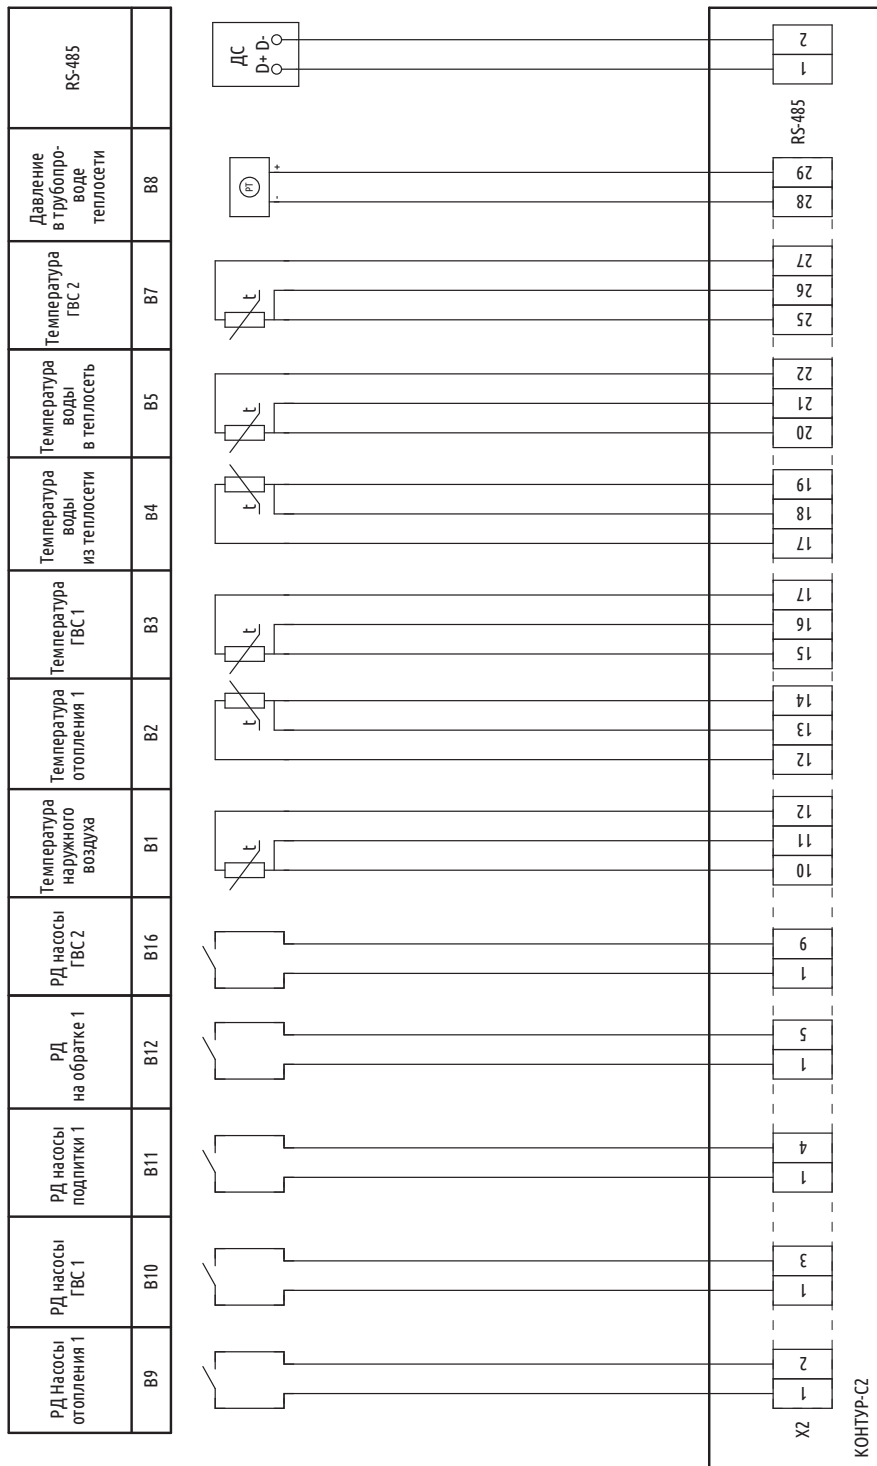 РД Насосы
отопления 1
B9
РД насосы
ГВС 1
B10
РД насосы
подпитки 1
B11
РД
на обратке 1
B12
РД насосы
ГВС 2
B16
Температура
наружного
воздуха
B1
Температура
отопления 1
B2
Температура
ГВС 1
B3
Температура
воды
из теплосети
B4
Температура
воды
в теплосеть
B5
Температура
ГВС 2
B7
Давление
в трубопро-
воде
теплосети
B8
RS-485
t
t
t
t
t
t
PT
-
+
ДС
D+ D-
X2
1
2
1
3
1
4
1
5
1
9
10
11
12
12
13
14
15
16
17
17
18
19
20
21
22
25
26
27
28
29
RS-485
1
2
КОНТУР-С2